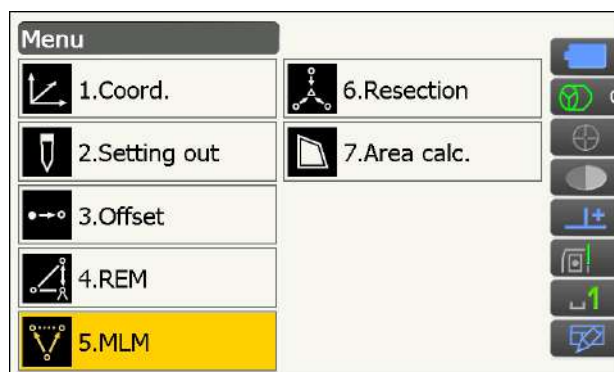 Menu
1.Coord.
2.Setting out
3.Offset
4.REM
5.MLM
6.Resection
7.Area calc.
1